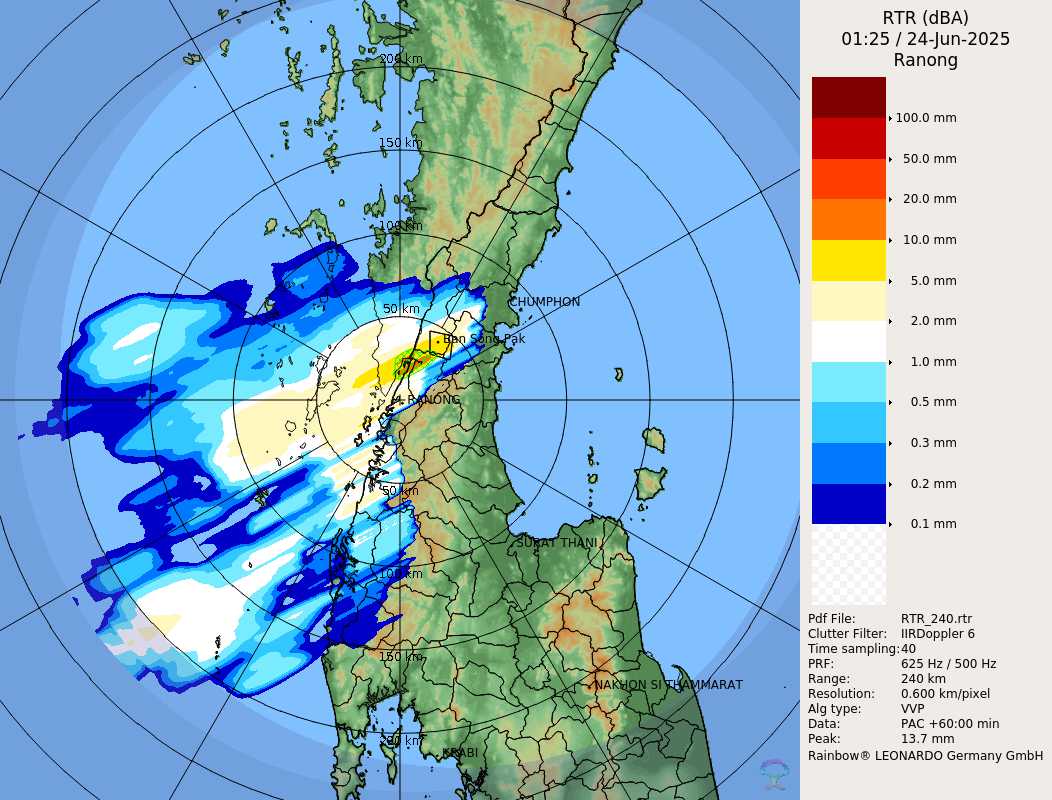 RTR (dBA)
01:25 / 24-Jun-2025
Ranong
100.0 mm
50.0 mm
20.0 mm
10.0 mm
5.0 mm
2.0 mm
1.0 mm
0.5 mm
0.3 mm
0.2 mm
0.1 mm
Pdf File: RTR_240.rtr
Clutter Filter: IIRDoppler 6
Time sampling:40
PRF: 625 Hz / 500 Hz
Range: 240 km
Resolution: 0.600 km/pixel
Alg type: VVP
Data: PAC +60:00 min
Peak: 13.7 mm
Rainbow® LEONARDO Germany GmbH
200 km
150 km
100 km
50 km
CHUMPHON
Ban Song Pak
RANONG
50 km
SURAT THANI
100 km
150 km
NAKHON SI THAMMARAT
200 km
KRABI